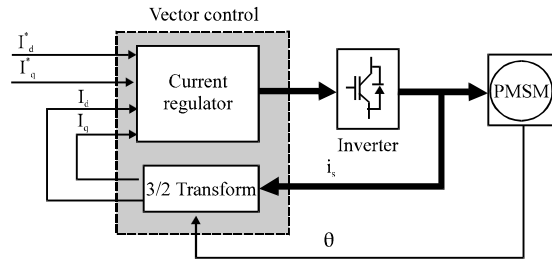 Vector control
I*d
I*q
Id
Iq
Current
regulator
Inverter
PMSM
3/2 Transform
is
θ